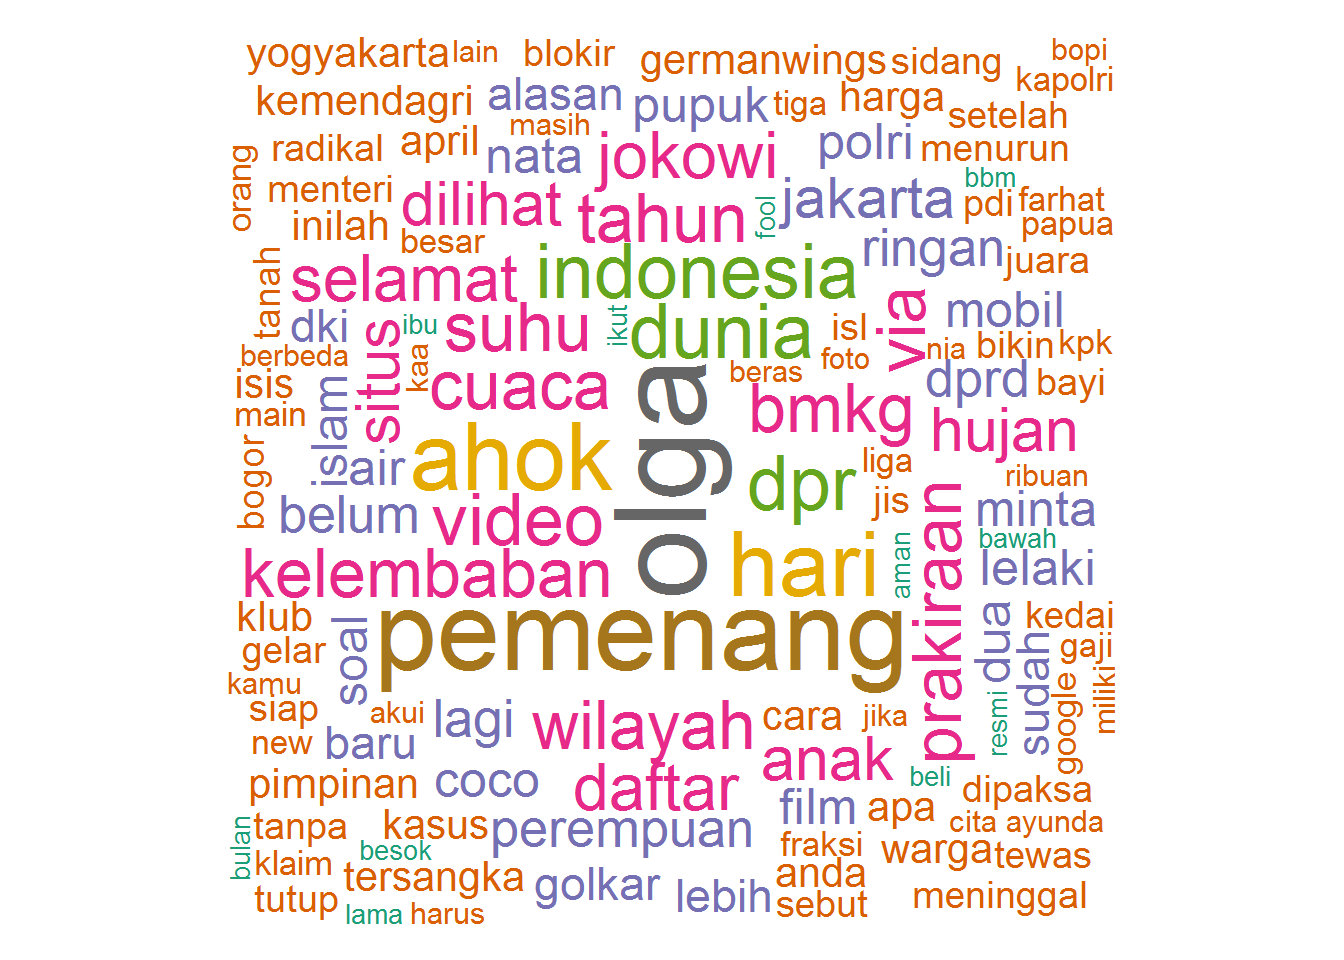 yogyakarta lain blokir germanwings sidang bopi
kapolri
kemendagri alasan pupuk tiga harga setelah
masih
radikal april nata jokowi polri menurun
orang
menteri dilihat tahun fool jakarta bbm pdi farhat
papua
inilah besar ringan juara
tanah selamat indonesia
dki ibu suhu ikut dunia isl via mobil
berbeda situs kaa foto nia bikin kpk
isis cuaca beras dprd bayi
main islam olga bmkg hujan
bogor air ahok dpr liga ribuan
jis prakiraan minta
belum video bawah
kelembaban hari aman lelaki
klub soal pemenang dua kedai
gelar sudah gaji
kamu google miliki
siap akui lagi wilayah cara jika resmi
new baru
pimpinan coco daftar anak beli dipaksa
film apa cita ayunda
bulan tanpa kasus perempuan
klaim besok fraksi warga tewas
tersangka golkar lebih anda
tutup sebut meninggal
lama harus